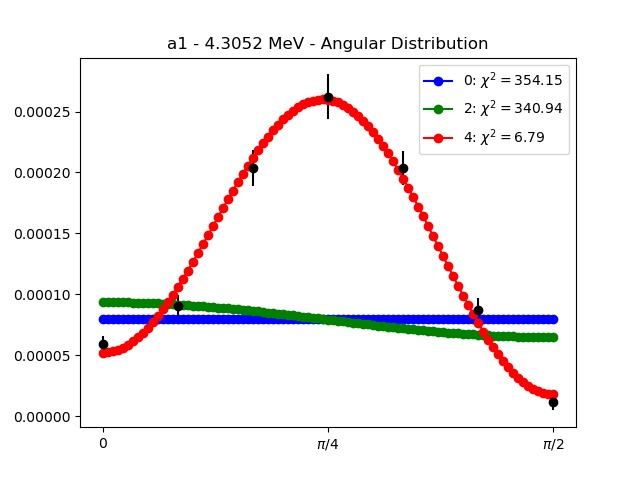 a1 - 4.3052 MeV - Angular Distribution
0: χ² = 354.15
2: χ² = 340.94
4: χ² = 6.79
0.00025
0.00020
0.00015
0.00010
0.00005
0.00000
0
π/4
π/2